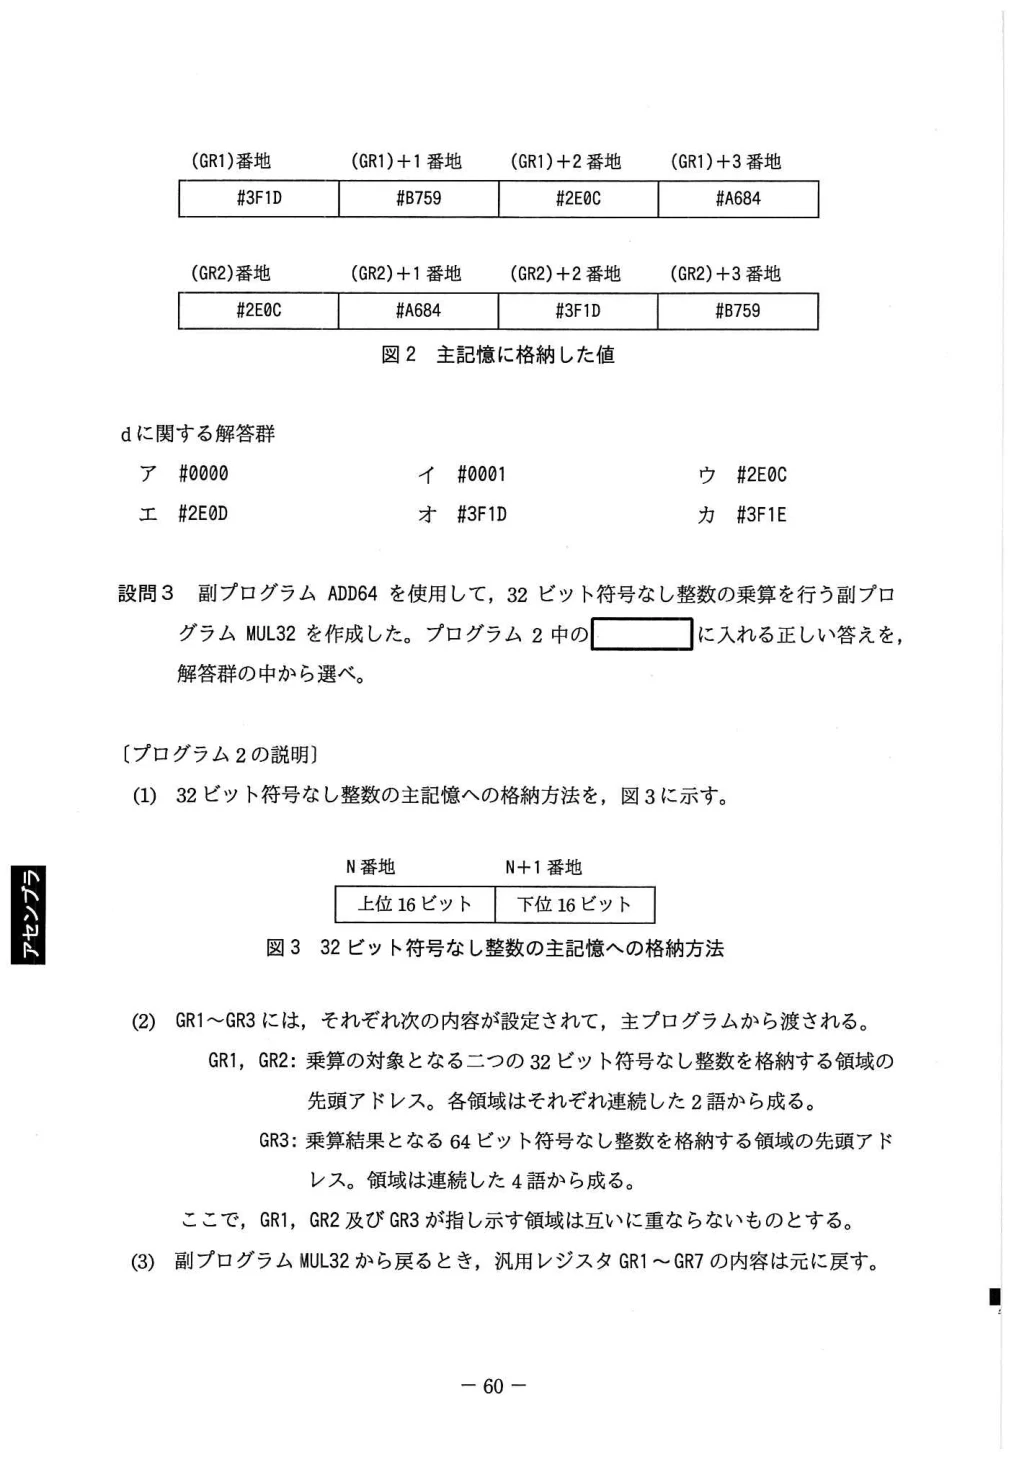 (GR1)番地 (GR1)+1 番地 (GR1)+2 番地 (GR1)+3 番地
#3F1D #B759 #2E0C #A684
(GR2)番地 (GR2)+1 番地 (GR2)+2 番地 (GR2)+3 番地
#2E0C #A684 #3F1D #B759
図2 主記憶に格納した値
dに関する解答群
ア #0000 イ #0001 ウ #2E0C
エ #2E0D オ #3F1D カ #3F1E
設問3 副プログラム ADD64 を使用して，32 ビット符号なし整数の乗算を行う副プロ
グラム MUL32 を作成した。プログラム 2 中の に入れる正しい答えを，
解答群の中から選べ。
〔プログラム2の説明〕
(1) 32 ビット符号なし整数の主記憶への格納方法を，図3に示す。
N 番地 N+1 番地
上位 16 ビット 下位 16 ビット
図3 32 ビット符号なし整数の主記憶への格納方法
アセンブラ
(2) GR1～GR3 には，それぞれ次の内容が設定されて，主プログラムから渡される。
GR1，GR2: 乗算の対象となる二つの 32 ビット符号なし整数を格納する領域の
先頭アドレス。各領域はそれぞれ連続した2語から成る。
GR3: 乗算結果となる 64 ビット符号なし整数を格納する領域の先頭アド
レス。領域は連続した4語から成る。
ここで，GR1，GR2 及び GR3 が指し示す領域は互いに重ならないものとする。
(3) 副プログラム MUL32 から戻るとき，汎用レジスタ GR1～GR7 の内容は元に戻す。
－ 60 －